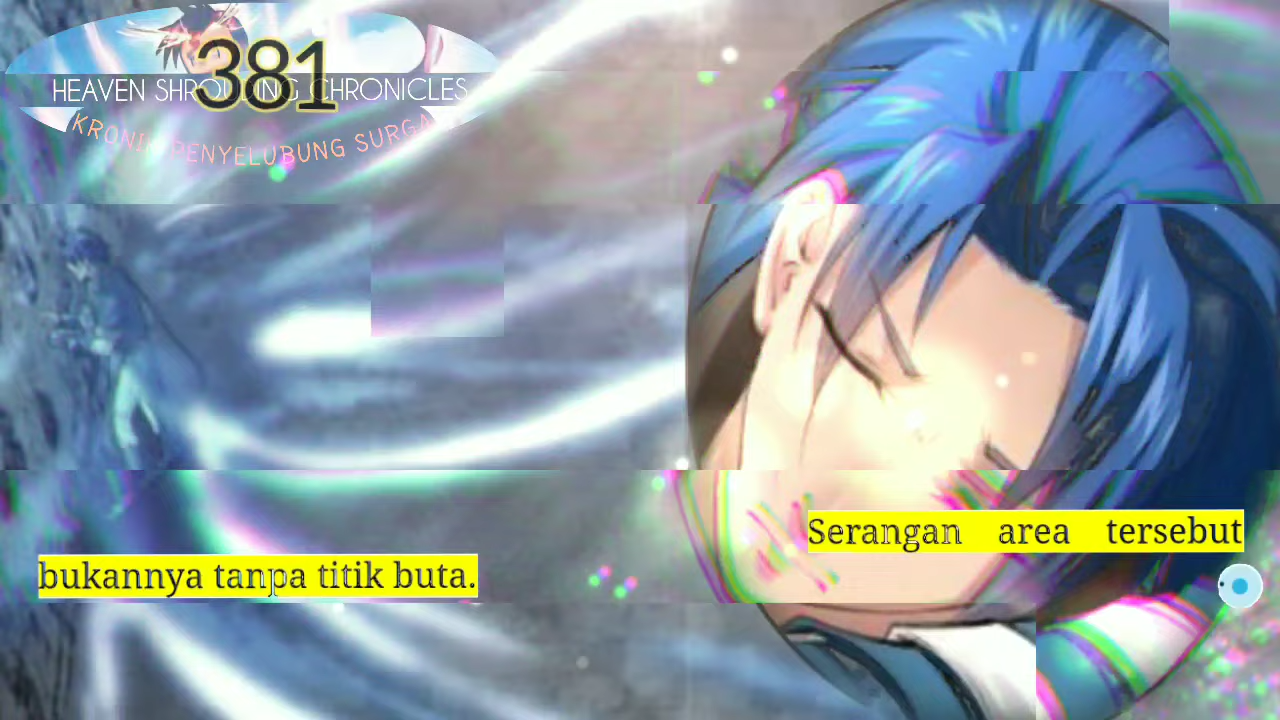 381
HEAVEN SHROUDING CHRONICLES
KRONIK PENYELUBUNG SURGA
Serangan area tersebut
bukannya tanpa titik buta.